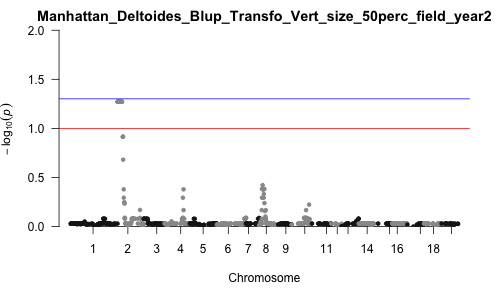 Manhattan_Deltoides_Blup_Transfo_Vert_size_50perc_field_year2
2.0
1.5
1.0
0.5
0.0
− log10(p)
1 2 3 4 5 6 7 8 9 11 14 16 18
Chromosome